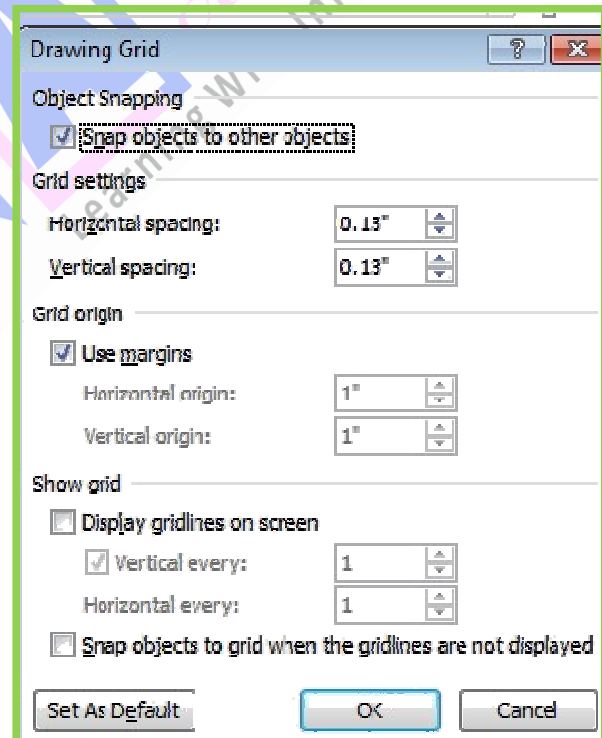 Drawing Grid
Object Snapping
Snap objects to other objects
Grid settings
Horizontal spacing: 0.13"
Vertical spacing: 0.13"
Grid origin
Use margins
Horizontal origin: 1"
Vertical origin: 1"
Show grid
Display gridlines on screen
Vertical every: 1
Horizontal every: 1
Snap objects to grid when the gridlines are not displayed
Set As Default OK Cancel
Learning Wi